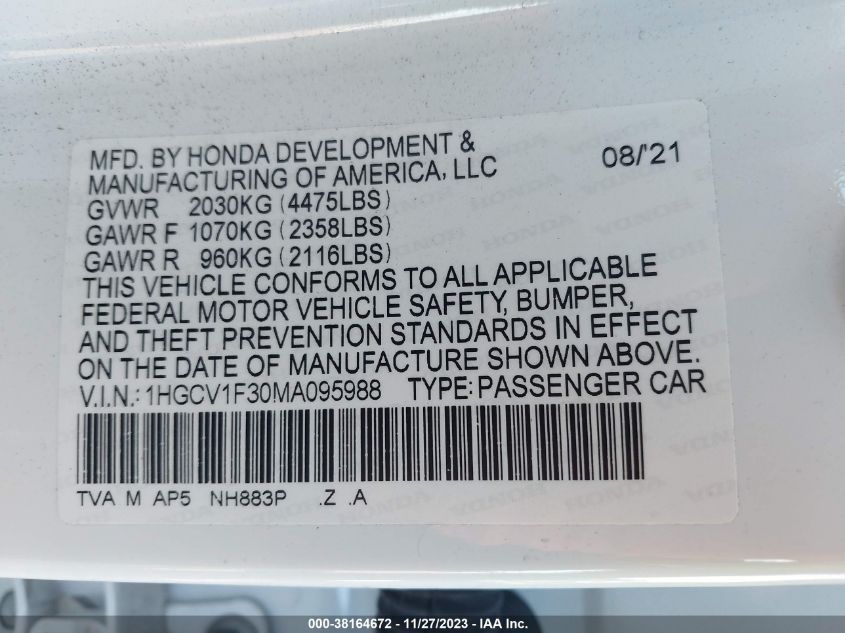 MFD. BY HONDA DEVELOPMENT & 08/'21
MANUFACTURING OF AMERICA, LLC
GVWR 2030KG (4475LBS)
GAWR F 1070KG (2358LBS)
GAWR R 960KG (2116LBS)
THIS VEHICLE CONFORMS TO ALL APPLICABLE
FEDERAL MOTOR VEHICLE SAFETY, BUMPER,
AND THEFT PREVENTION STANDARDS IN EFFECT
ON THE DATE OF MANUFACTURE SHOWN ABOVE.
V.I.N.: 1HGCV1F30MA095988 TYPE: PASSENGER CAR
TVA M AP5 NH883P .Z .A
000-38164672 - 11/27/2023 - IAA Inc.